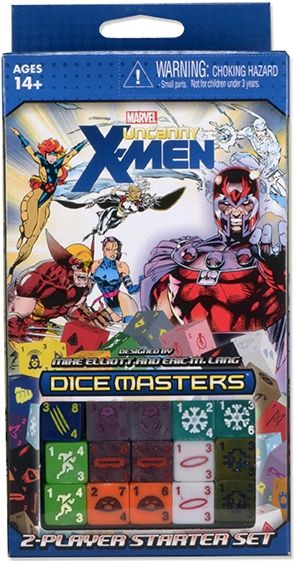 AGES
14+
WARNING: CHOKING HAZARD
- Small parts. Not for children under 3 years.
MARVEL
UNCANNY
X-MEN
DESIGNED BY
MIKE ELLIOTT AND ERIC M. LANG
DICE MASTERS
2-PLAYER STARTER SET